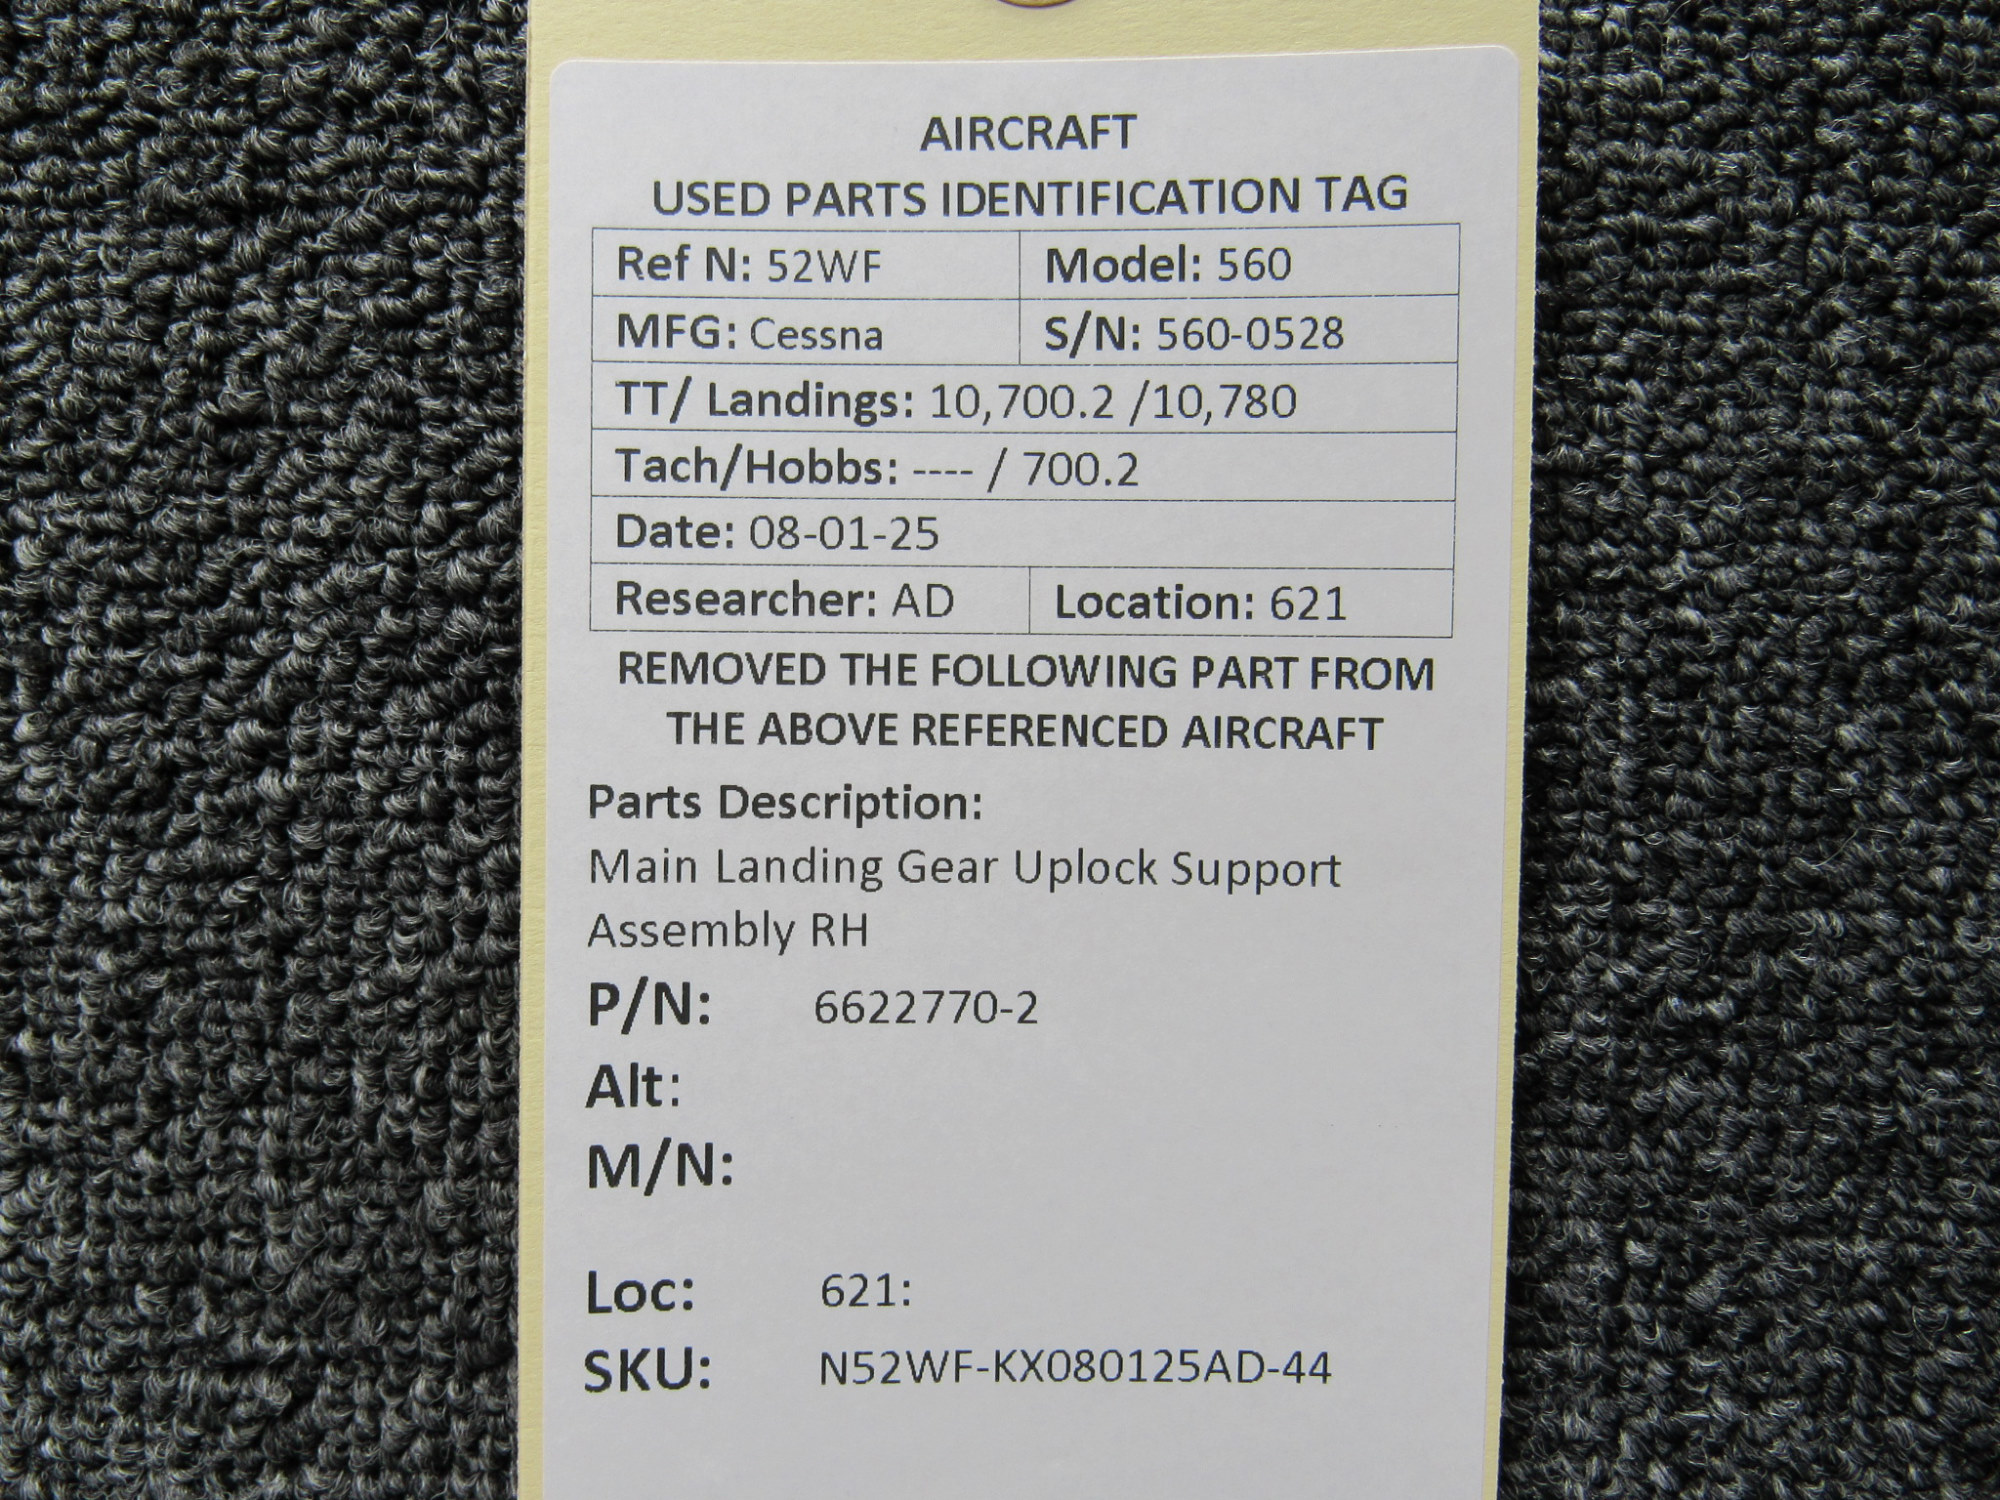 AIRCRAFT
USED PARTS IDENTIFICATION TAG
Ref N: 52WF Model: 560
MFG: Cessna S/N: 560-0528
TT/ Landings: 10,700.2 /10,780
Tach/Hobbs: ---- / 700.2
Date: 08-01-25
Researcher: AD Location: 621
REMOVED THE FOLLOWING PART FROM
THE ABOVE REFERENCED AIRCRAFT
Parts Description:
Main Landing Gear Uplock Support
Assembly RH
P/N: 6622770-2
Alt:
M/N:
Loc: 621:
SKU: N52WF-KX080125AD-44